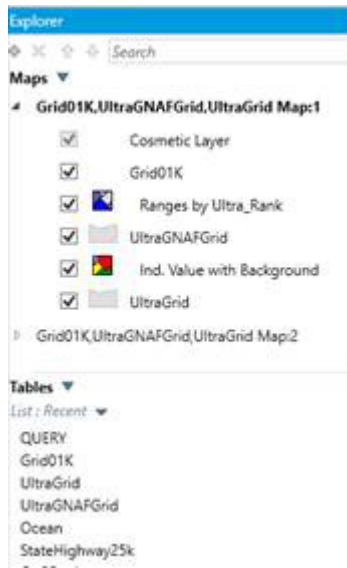 Explorer
Search
Maps
Grid01K,UltraGNAFGrid,UltraGrid Map:1
Cosmetic Layer
Grid01K
Ranges by Ultra_Rank
UltraGNAFGrid
Ind. Value with Background
UltraGrid
Grid01K,UltraGNAFGrid,UltraGrid Map:2
Tables
List : Recent
QUERY
Grid01K
UltraGrid
UltraGNAFGrid
Ocean
StateHighway25k